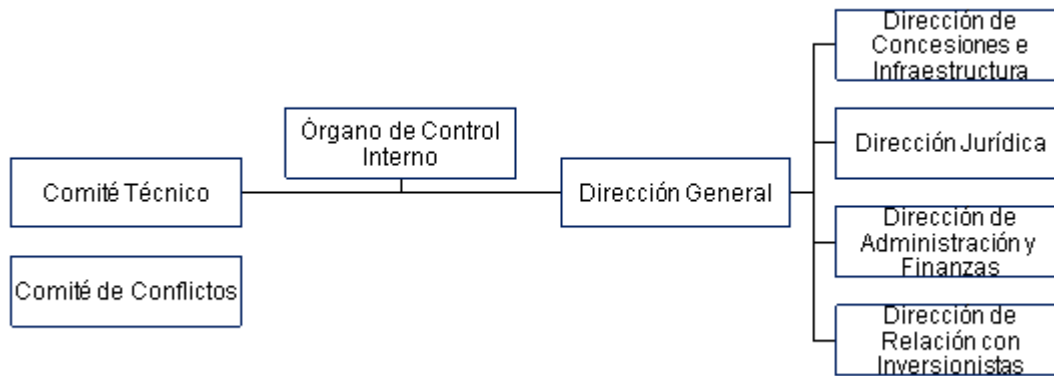 Comité Técnico
Comité de Conflictos
Órgano de Control
Interno
Dirección General
Dirección de
Concesiones e
Infraestructura
Dirección Jurídica
Dirección de
Administración y
Finanzas
Dirección de
Relación con
Inversionistas